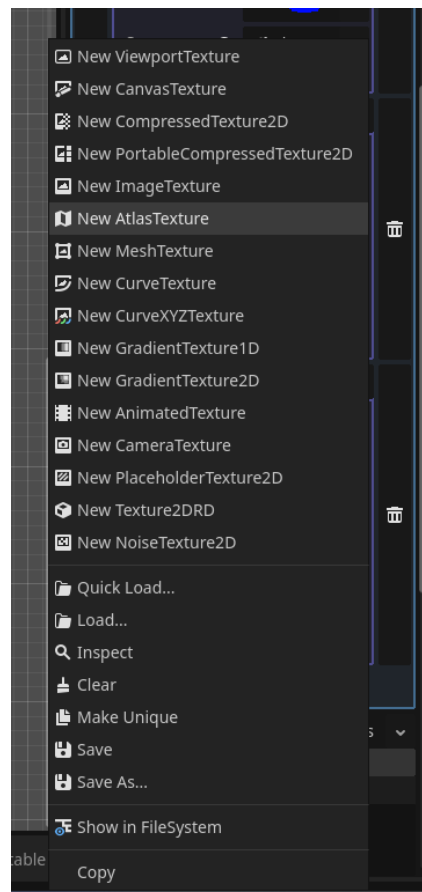 New ViewportTexture
New CanvasTexture
New CompressedTexture2D
New PortableCompressedTexture2D
New ImageTexture
New AtlasTexture
New MeshTexture
New CurveTexture
New CurveXYZTexture
New GradientTexture1D
New GradientTexture2D
New AnimatedTexture
New CameraTexture
New PlaceholderTexture2D
New Texture2DRD
New NoiseTexture2D
Quick Load...
Load...
Inspect
Clear
Make Unique
Save
Save As...
Show in FileSystem
Copy